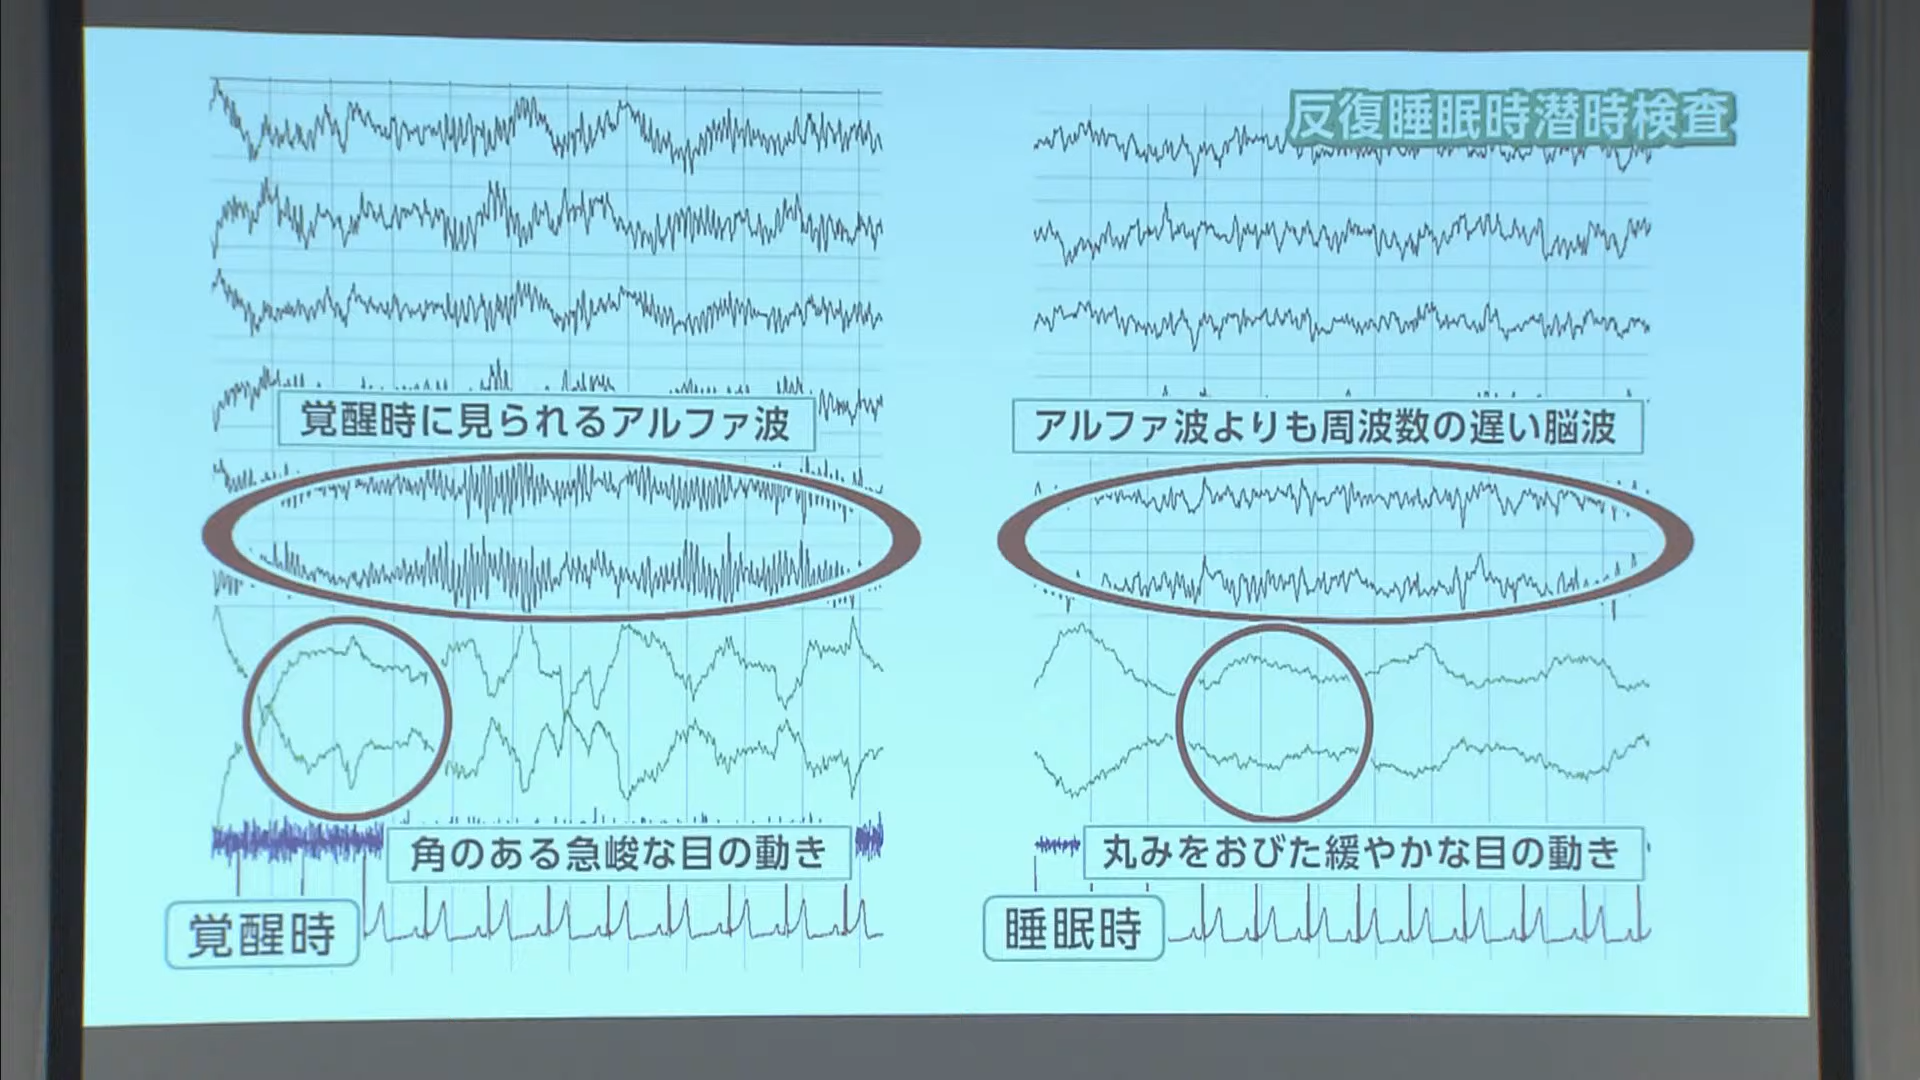 反復睡眠時潜時検査
覚醒時に見られるアルファ波
アルファ波よりも周波数の遅い脳波
角のある急峻な目の動き
丸みをおびた緩やかな目の動き
覚醒時
睡眠時